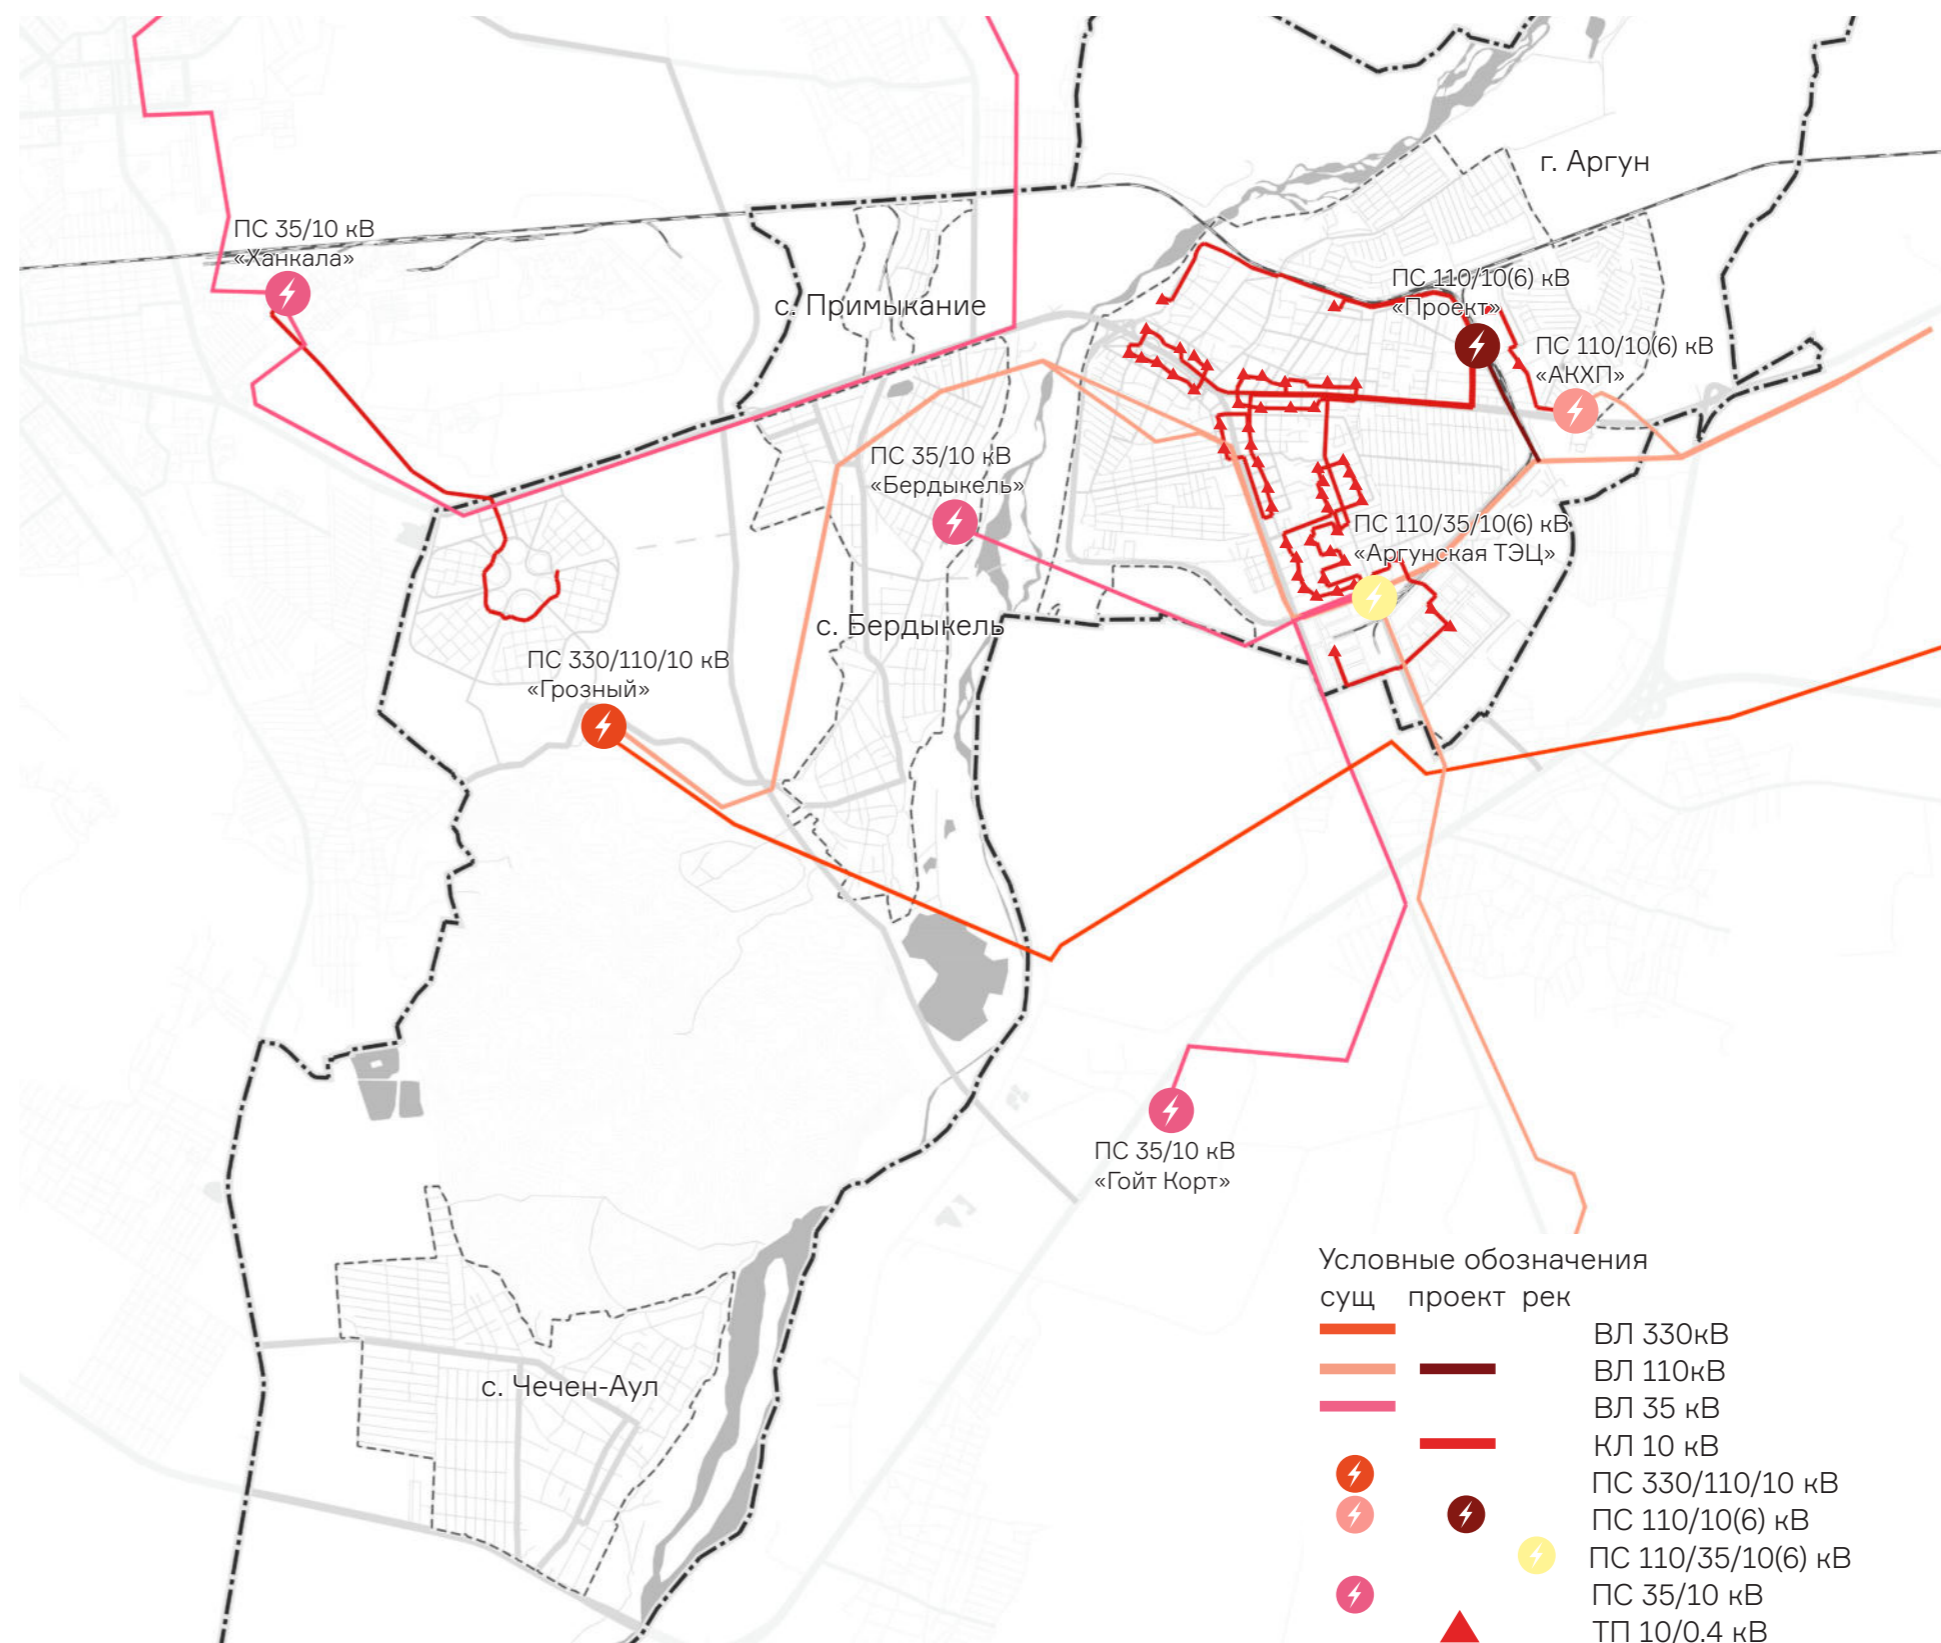 г. Аргун
ПС 35/10 кВ
«Ханкала»
ПС 110/10(6) кВ
«Проект»
с. Примыкание
ПС 110/10(6) кВ
«АКХП»
ПС 35/10 кВ
«Бердыкель»
ПС 110/35/10(6) кВ
«Аргунская ТЭЦ»
с. Бердыкель
ПС 330/110/10 кВ
«Грозный»
ПС 35/10 кВ
«Гойт Корт»
с. Чечен-Аул
Условные обозначения
сущ проект рек
ВЛ 330кВ
ВЛ 110кВ
ВЛ 35 кВ
КЛ 10 кВ
ПС 330/110/10 кВ
ПС 110/10(6) кВ
ПС 110/35/10(6) кВ
ПС 35/10 кВ
ТП 10/0.4 кВ